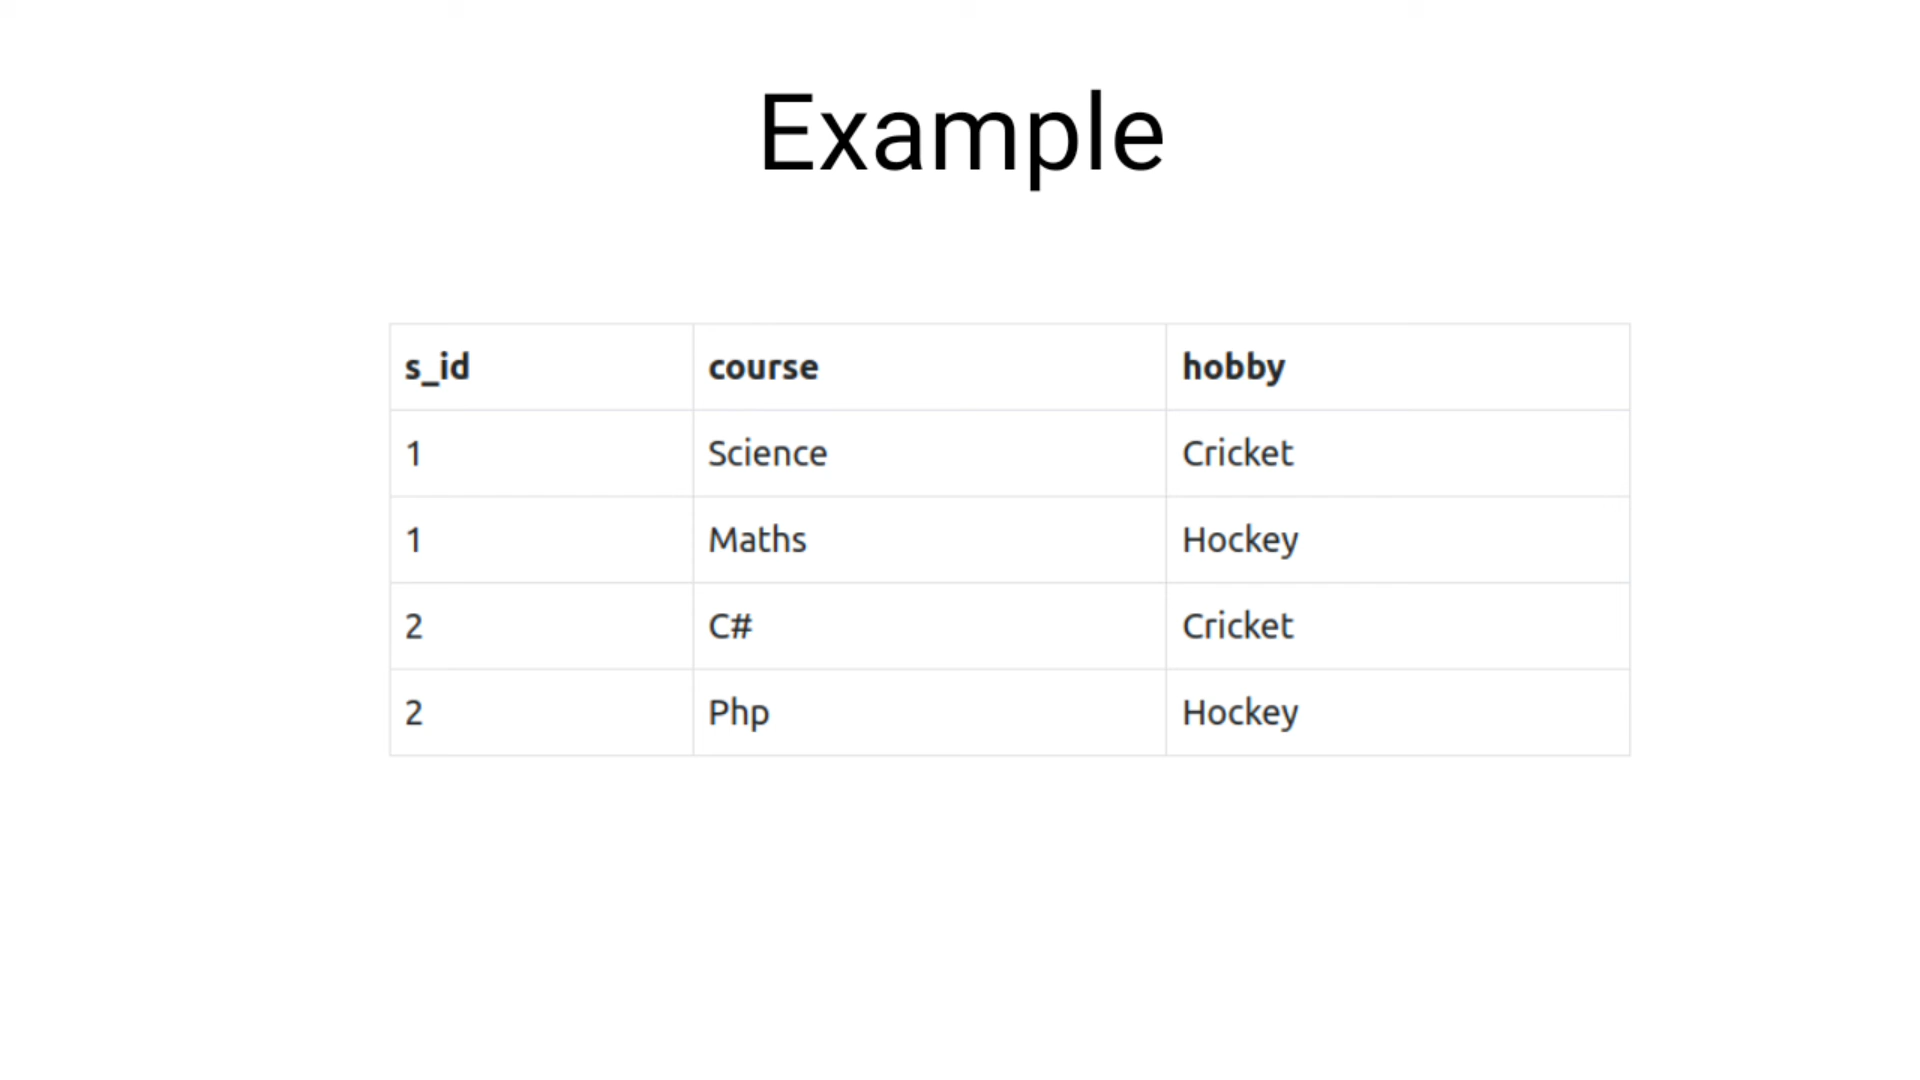 Example
s_id course hobby
1 Science Cricket
1 Maths Hockey
2 C# Cricket
2 Php Hockey